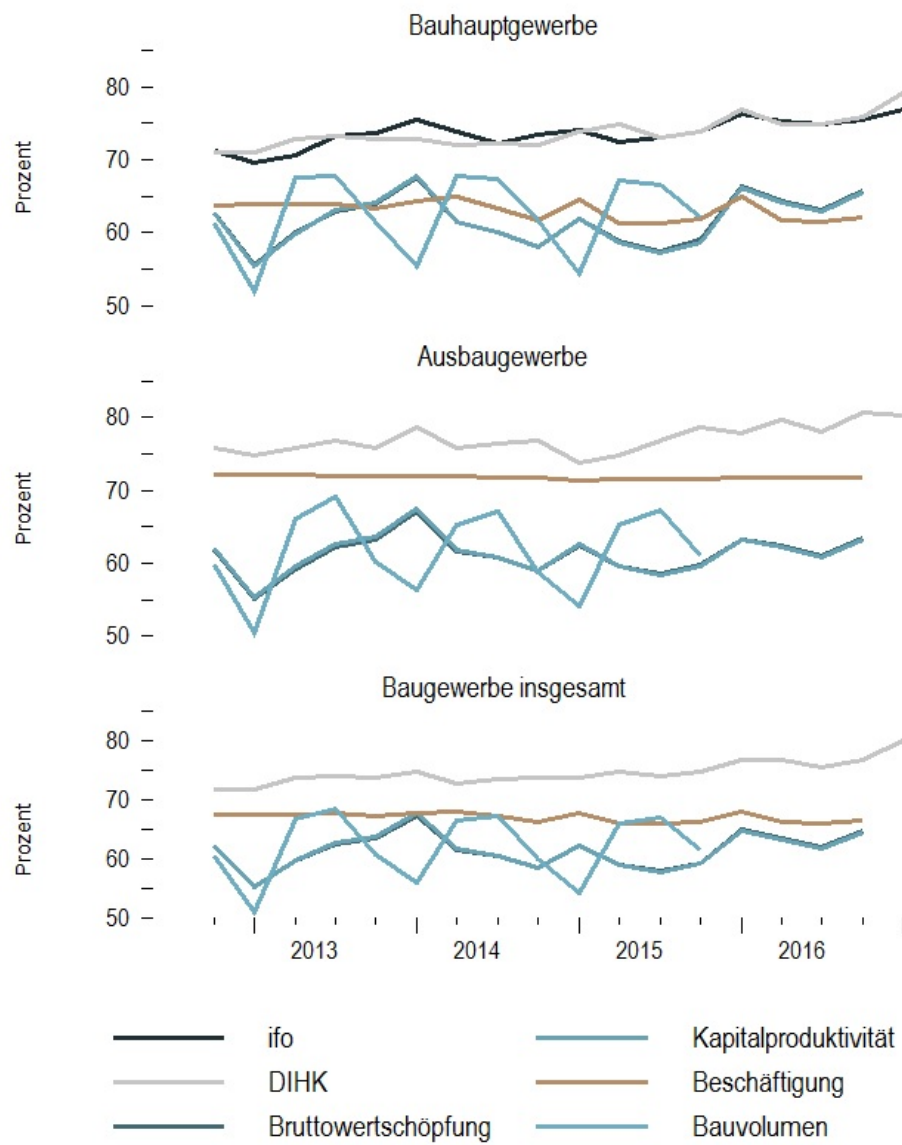 Bauhauptgewerbe
80
70
60
50
Prozent
Ausbaugewerbe
80
70
60
50
Prozent
Baugewerbe insgesamt
80
70
60
50
Prozent
2013 2014 2015 2016
ifo Kapitalproduktivität
DIHK Beschäftigung
Bruttowertschöpfung Bauvolumen